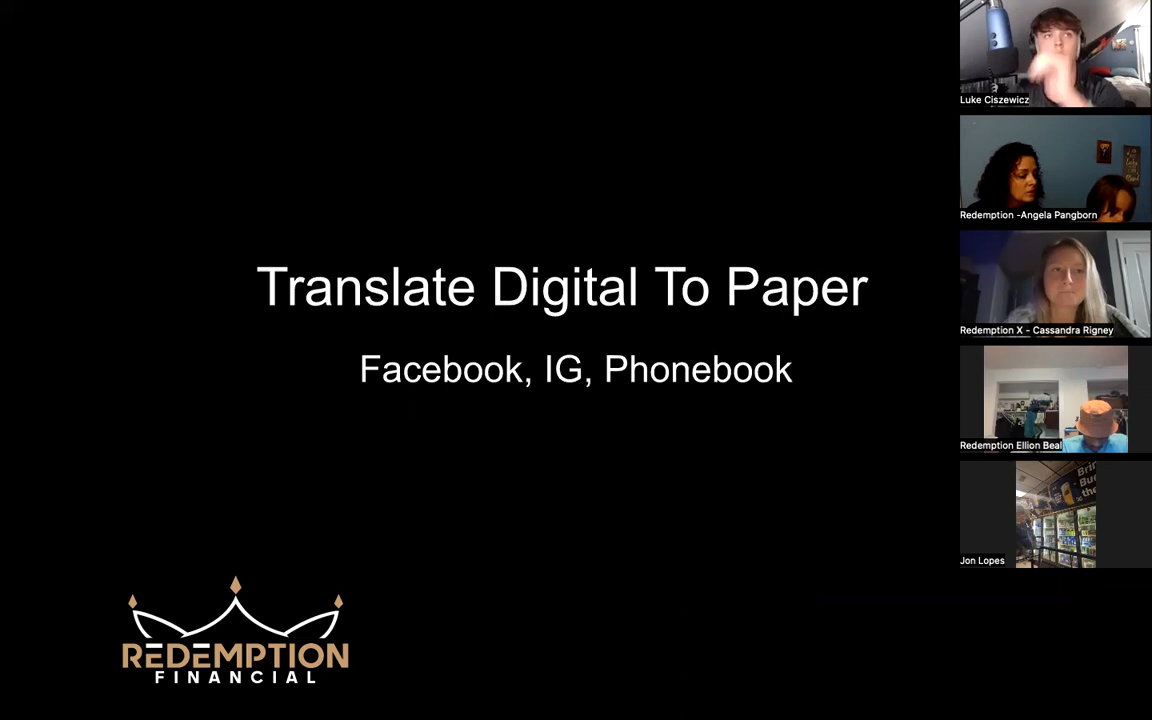 Translate Digital To Paper
Facebook, IG, Phonebook
REDEMPTION
FINANCIAL
Luke Ciszewicz
Redemption -Angela Pangborn
Redemption X - Cassandra Rigney
Redemption Ellion Beal
Jon Lopes